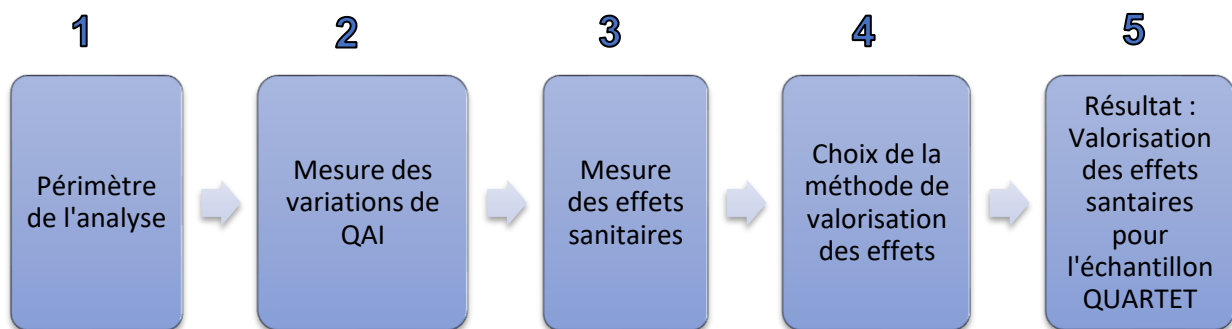 1
2
3
4
5
Périmètre
de l'analyse
Mesure des
variations de
QAI
Mesure
des effets
sanitaires
Choix de la
méthode de
valorisation
des effets
Résultat :
Valorisation
des effets
santaires
pour
l'échantillon
QUARTET